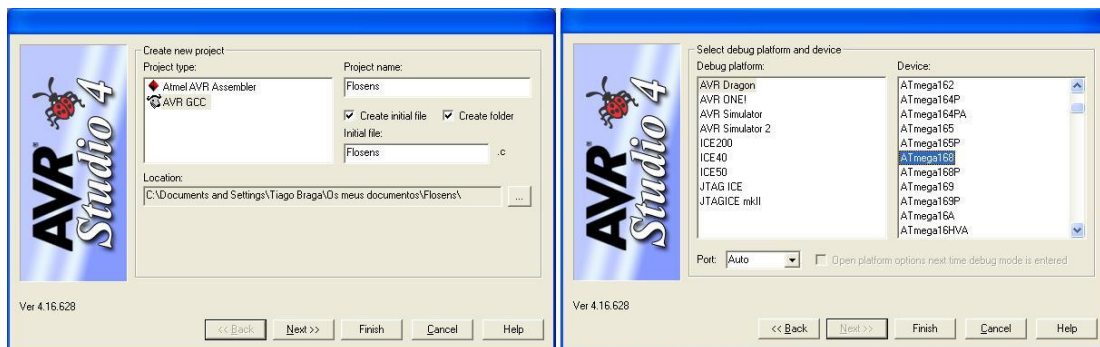 AVR Studio 4
Create new project
Project type:
Atmel AVR Assembler
AVR GCC
Project name:
Flosens
Create initial file
Create folder
Initial file:
Flosens
.c
Location:
C:\Documents and Settings\Tiago Braga\Os meus documentos\Flosens\
...
Ver 4.16.628
<< Back
Next >>
Finish
Cancel
Help
AVR Studio 4
Select debug platform and device
Debug platform:
AVR Dragon
AVR ONE!
AVR Simulator
AVR Simulator 2
ICE200
ICE40
ICE50
JTAG ICE
JTAGICE mkII
Device:
ATmega162
ATmega164P
ATmega164PA
ATmega165
ATmega165P
ATmega168
ATmega168P
ATmega169
ATmega169P
ATmega16A
ATmega16HVA
Port:
Auto
Open platform options next time debug mode is entered
Ver 4.16.628
<< Back
Next >>
Finish
Cancel
Help